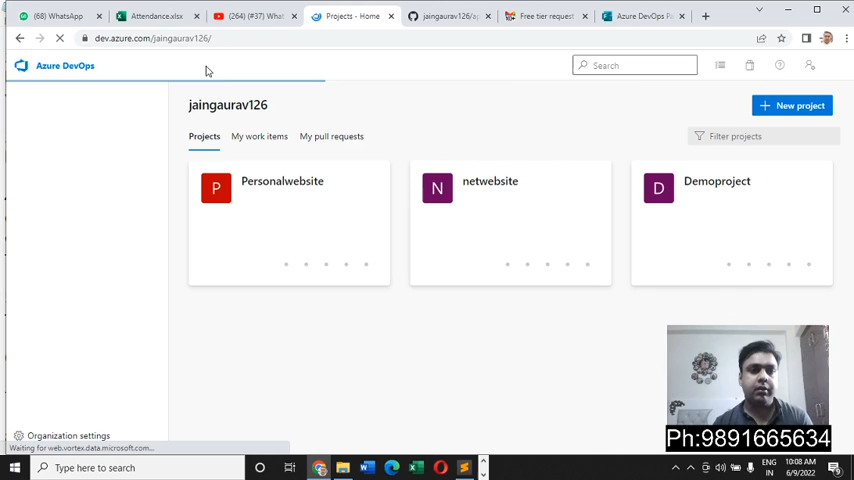 (68) WhatsApp
Attendance.xlsx
(264) (#37) What
Projects - Home
jaingaurav126/ap
Free tier request
Azure DevOps Pa
dev.azure.com/jaingaurav126/
Azure DevOps
Search
jaingaurav126
New project
Projects
My work items
My pull requests
Filter projects
P
Personalwebsite
N
netwebsite
D
Demoproject
Organization settings
Waiting for web.vortex.data.microsoft.com...
Ph:9891665634
Type here to search
ENG
IN
10:08 AM
6/9/2022